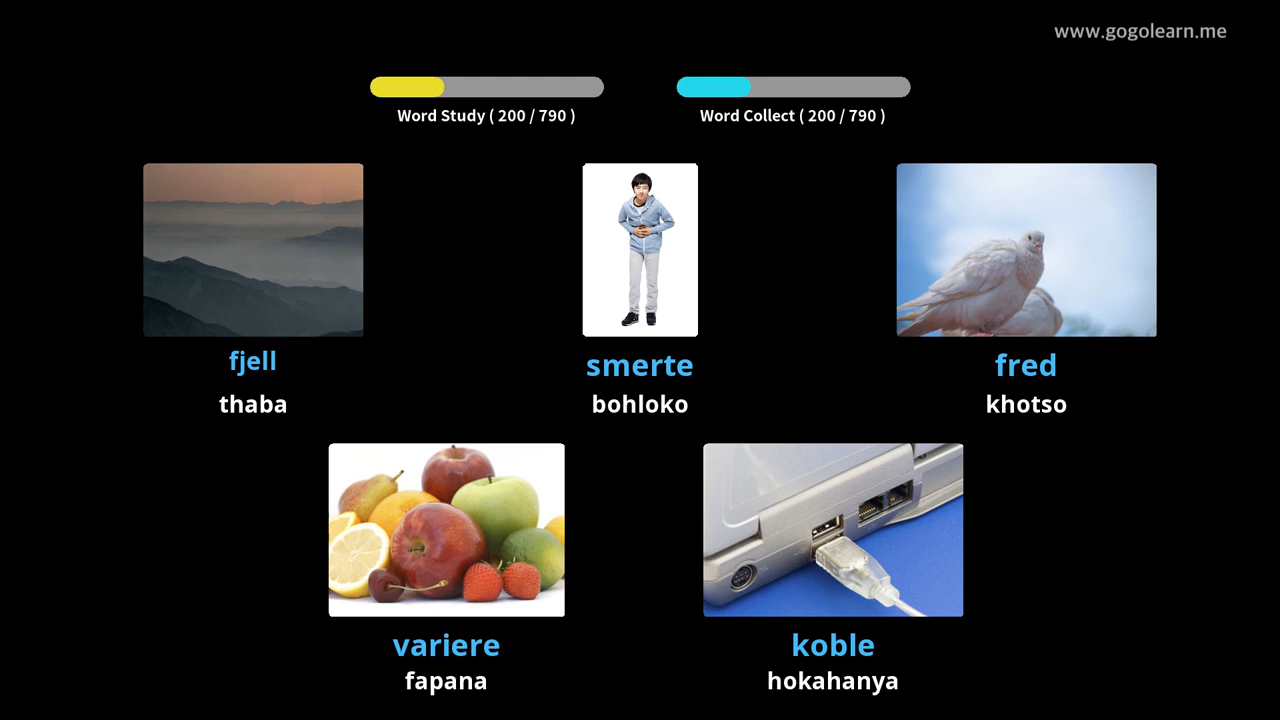 www.gogolearn.me
Word Study ( 200 / 790 )
Word Collect ( 200 / 790 )
fjell
thaba
smerte
bohloko
fred
khotso
variere
fapana
koble
hokahanya